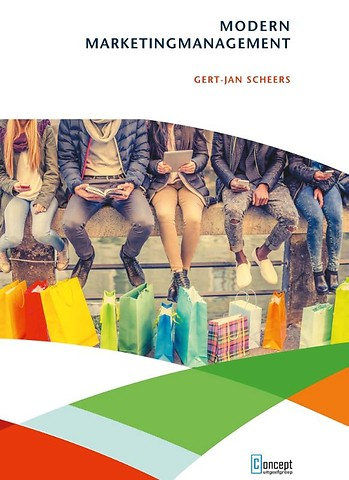 MODERN
MARKETINGMANAGEMENT
GERT-JAN SCHEERS
Concept
uitgeefgroep